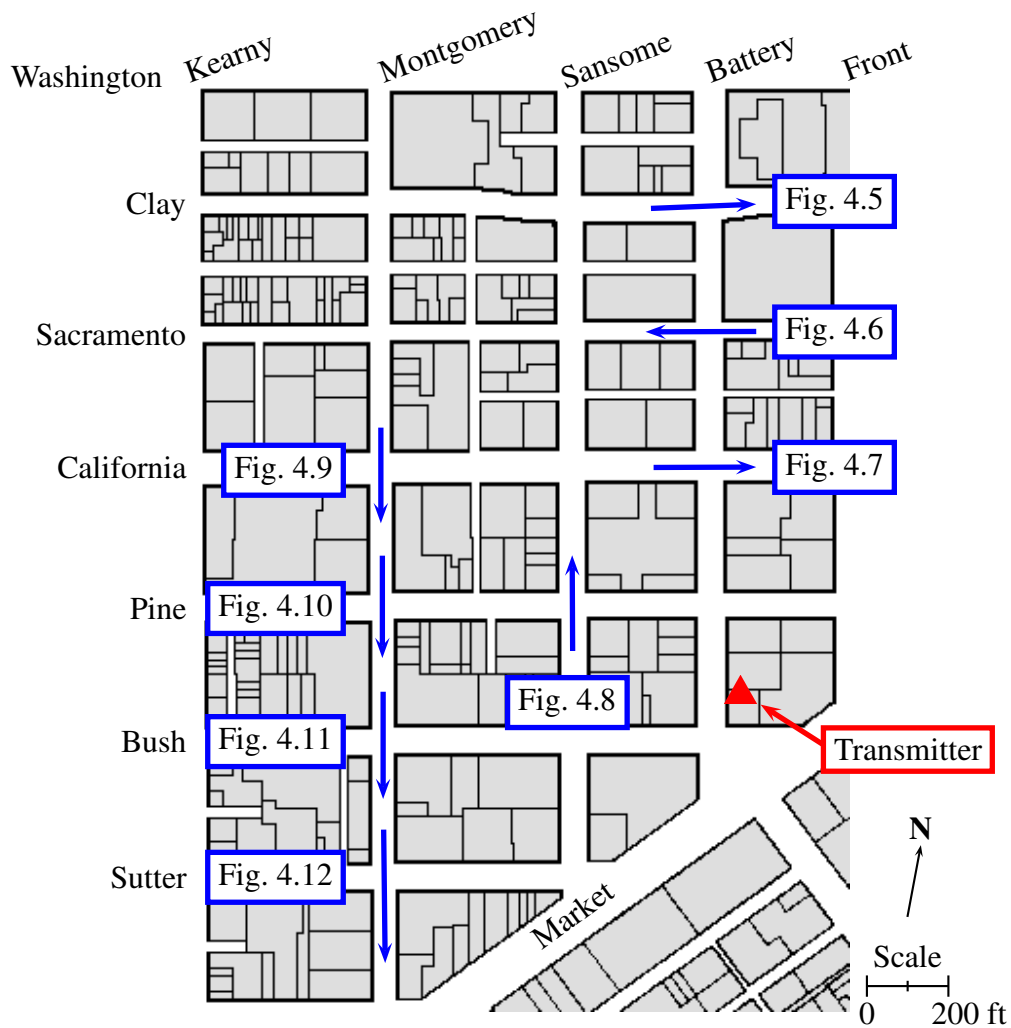 Washington
Kearny
Montgomery
Sansome
Battery
Front
Clay
Fig. 4.5
Sacramento
Fig. 4.6
California
Fig. 4.9
Fig. 4.7
Pine
Fig. 4.10
Fig. 4.8
Bush
Fig. 4.11
Transmitter
Sutter
Fig. 4.12
Market
N
Scale
0 200 ft